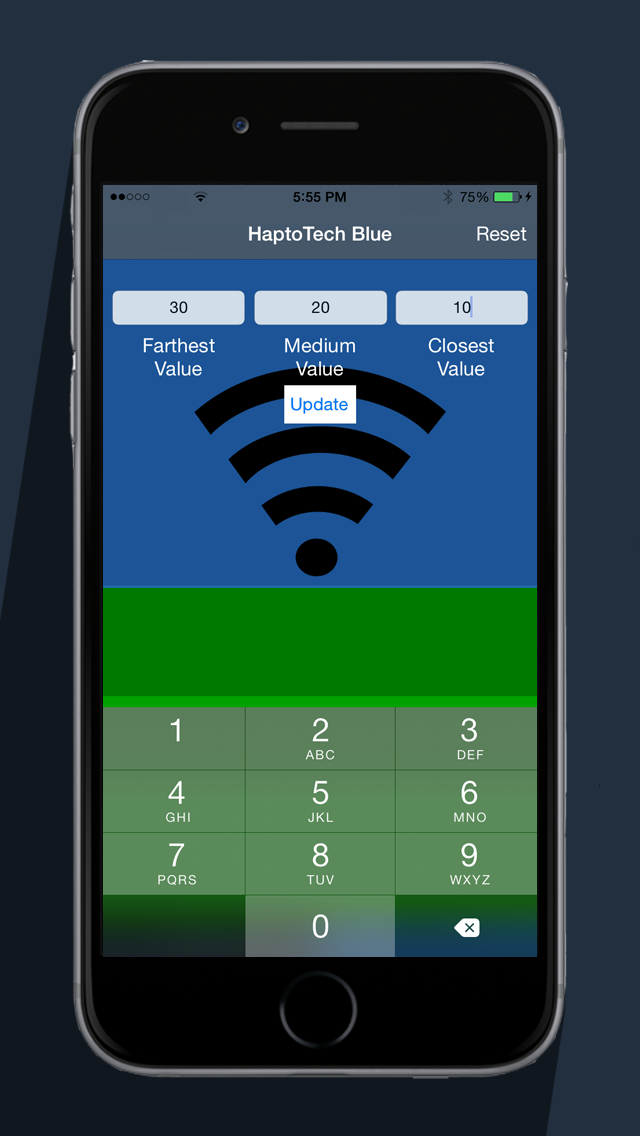 5:55 PM
75%
HaptoTech Blue
Reset
30
20
10
Farthest
Value
Medium
Value
Closest
Value
Update
1
2
ABC
3
DEF
4
GHI
5
JKL
6
MNO
7
PQRS
8
TUV
9
WXYZ
0